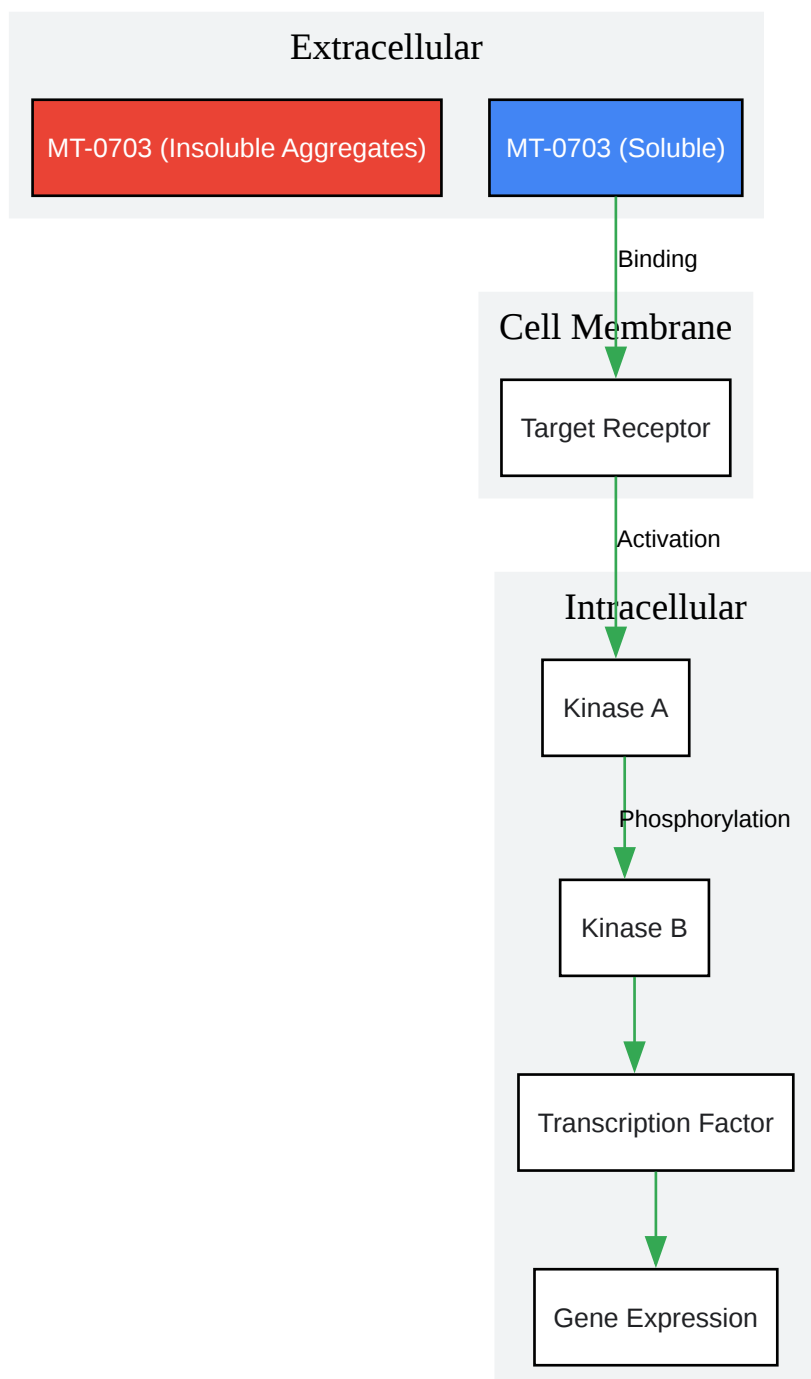 Extracellular
MT-0703 (Insoluble Aggregates)
MT-0703 (Soluble)
Binding
Cell Membrane
Target Receptor
Activation
Intracellular
Kinase A
Phosphorylation
Kinase B
Transcription Factor
Gene Expression